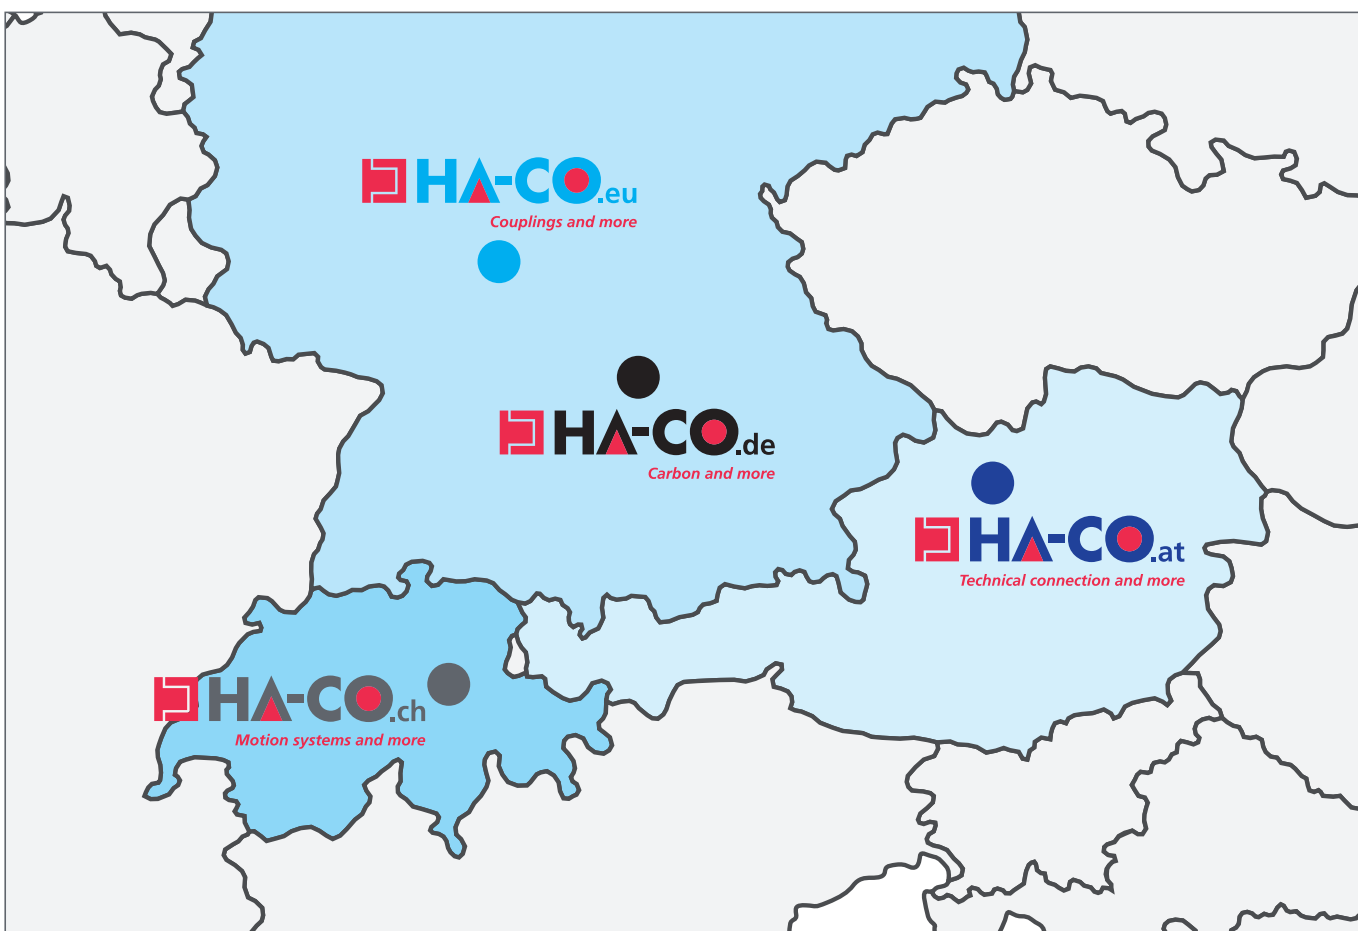 HA-CO.eu
Couplings and more
HA-CO.de
Carbon and more
HA-CO.at
Technical connection and more
HA-CO.ch
Motion systems and more